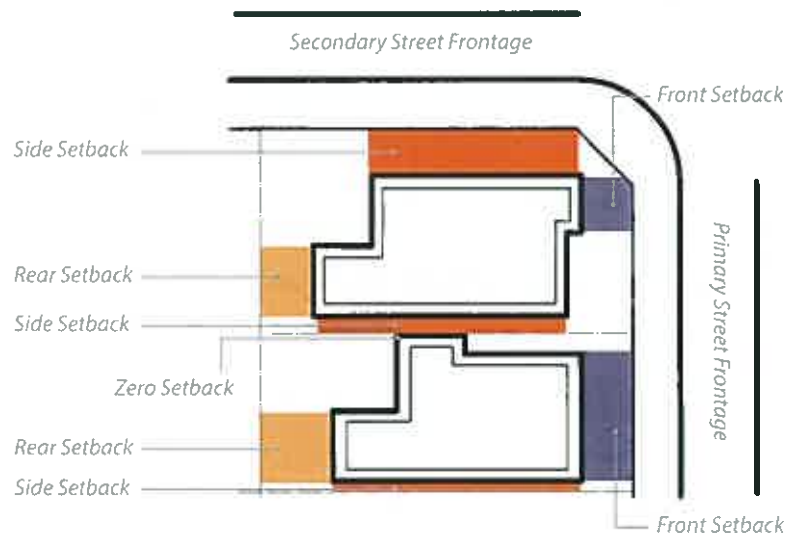 Secondary Street Frontage
Front Setback
Side Setback
Primary Street Frontage
Rear Setback
Side Setback
Zero Setback
Rear Setback
Side Setback
Front Setback